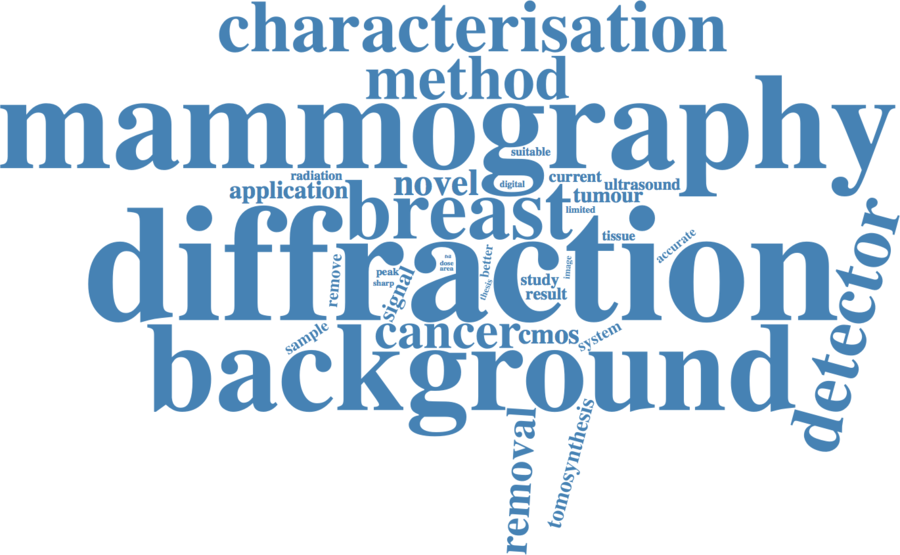 characterisation
method
mammography
suitable
radiation
application
novel
digital
current
ultrasound
tumour
breast
limited
diffraction
tissue
accurate
detector
remove
peak
sharp
signal
na
dose
area
better
thesis
image
study
result
sample
cancer
cmos
system
background
removal
tomosynthesis